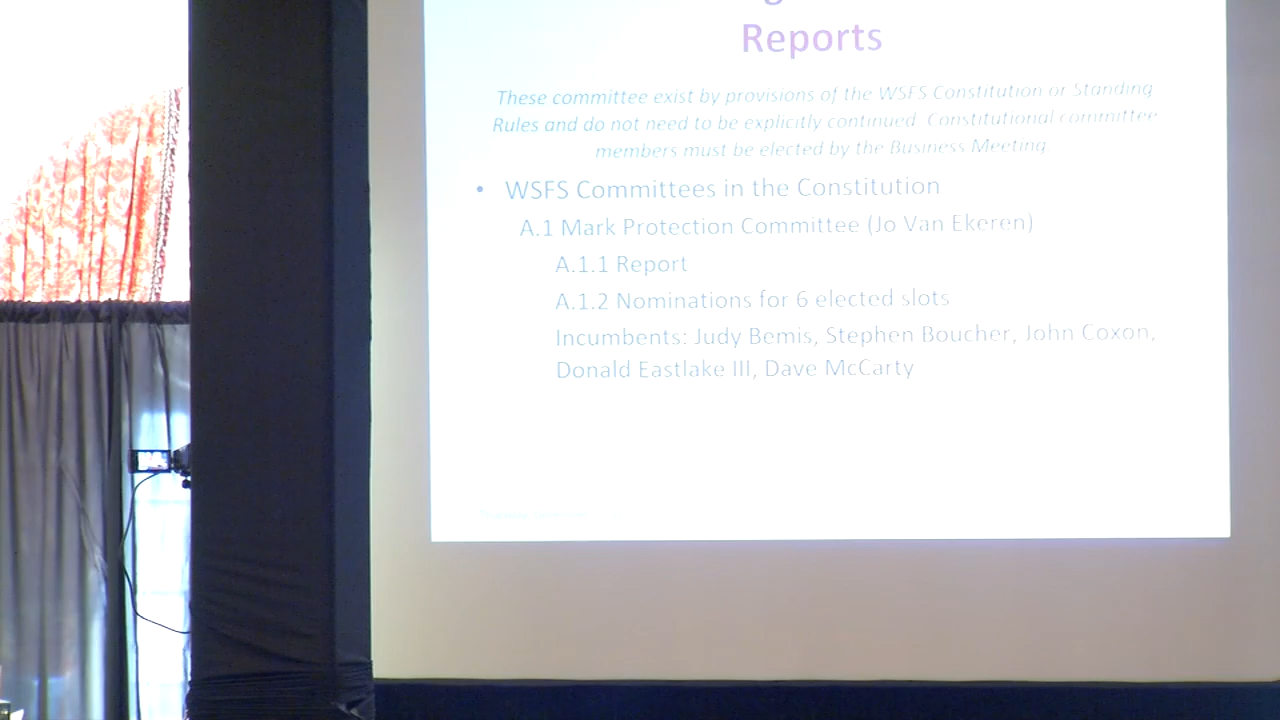 Reports
These committee exist by provisions of the WSFS Constitution or Standing
Rules and do not need to be explicitly continued. Constitutional committee
members must be elected by the Business Meeting.
• WSFS Committees in the Constitution
A.1 Mark Protection Committee (Jo Van Ekeren)
A.1.1 Report
A.1.2 Nominations for 6 elected slots
Incumbents: Judy Bemis, Stephen Boucher, John Coxon,
Donald Eastlake III, Dave McCarty